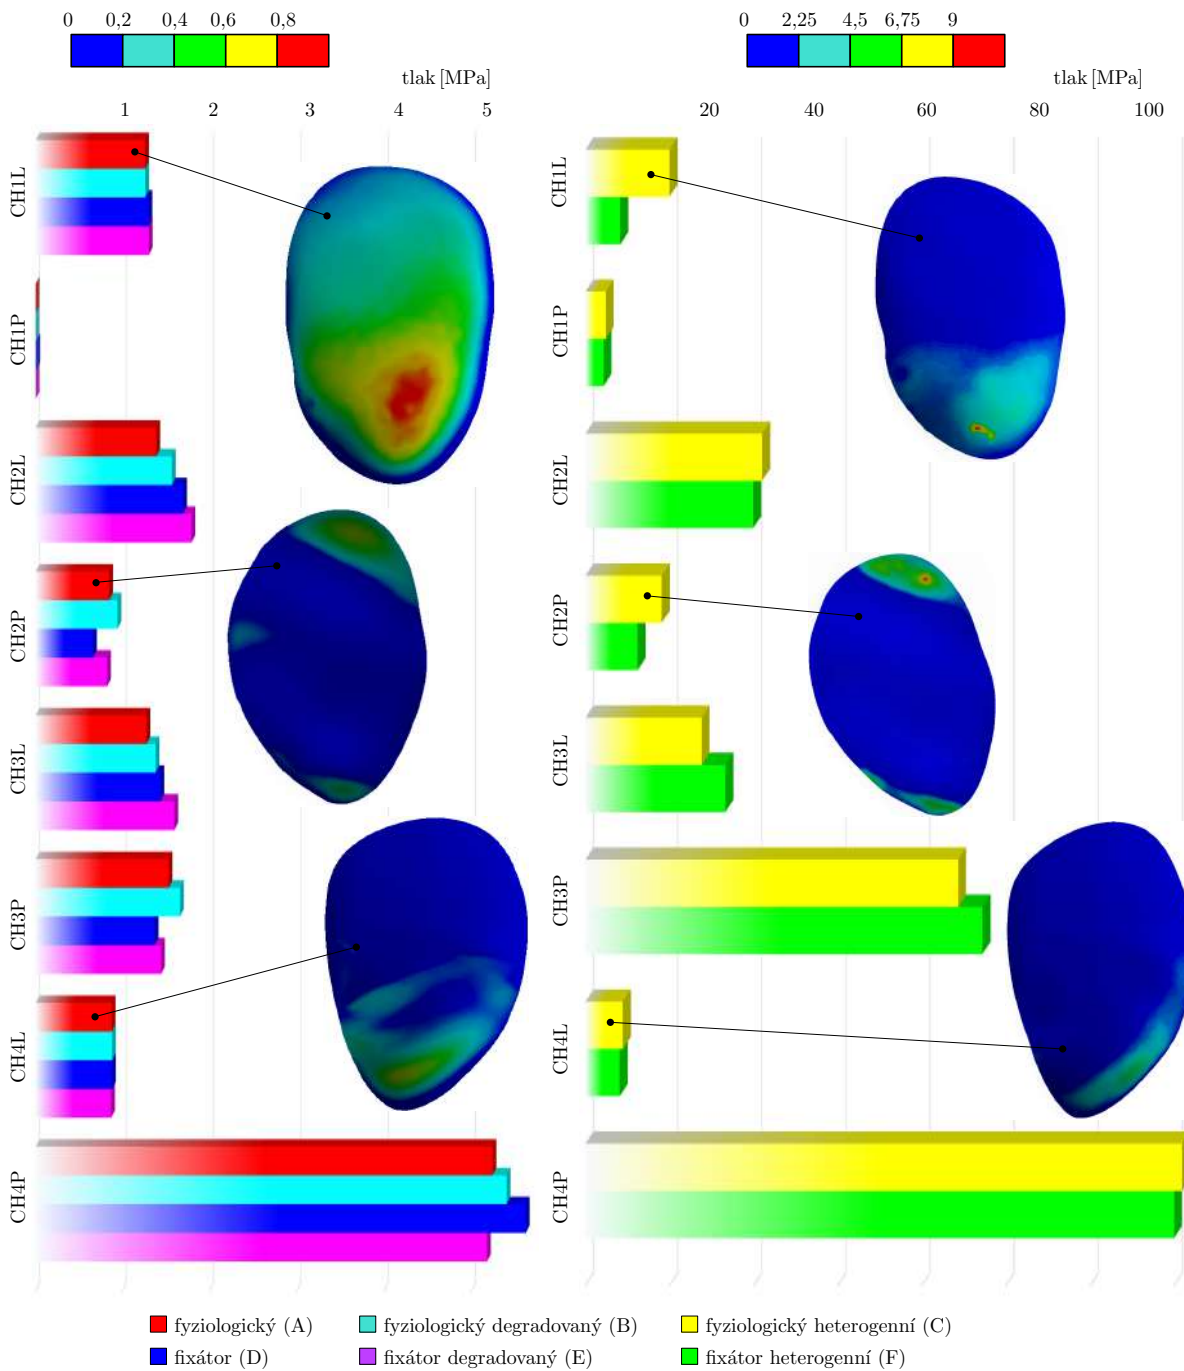 0 0,2 0,4 0,6 0,8
0 2,25 4,5 6,75 9
tlak [MPa]
tlak [MPa]
1 2 3 4 5
20 40 60 80 100
CH1L
CH1P
CH2L
CH2P
CH3L
CH3P
CH4L
CH4P
CH1L
CH1P
CH2L
CH2P
CH3L
CH3P
CH4L
CH4P
fyziologický (A) fyziologický degradovaný (B) fyziologický heterogenní (C)
fixátor (D) fixátor degradovaný (E) fixátor heterogenní (F)